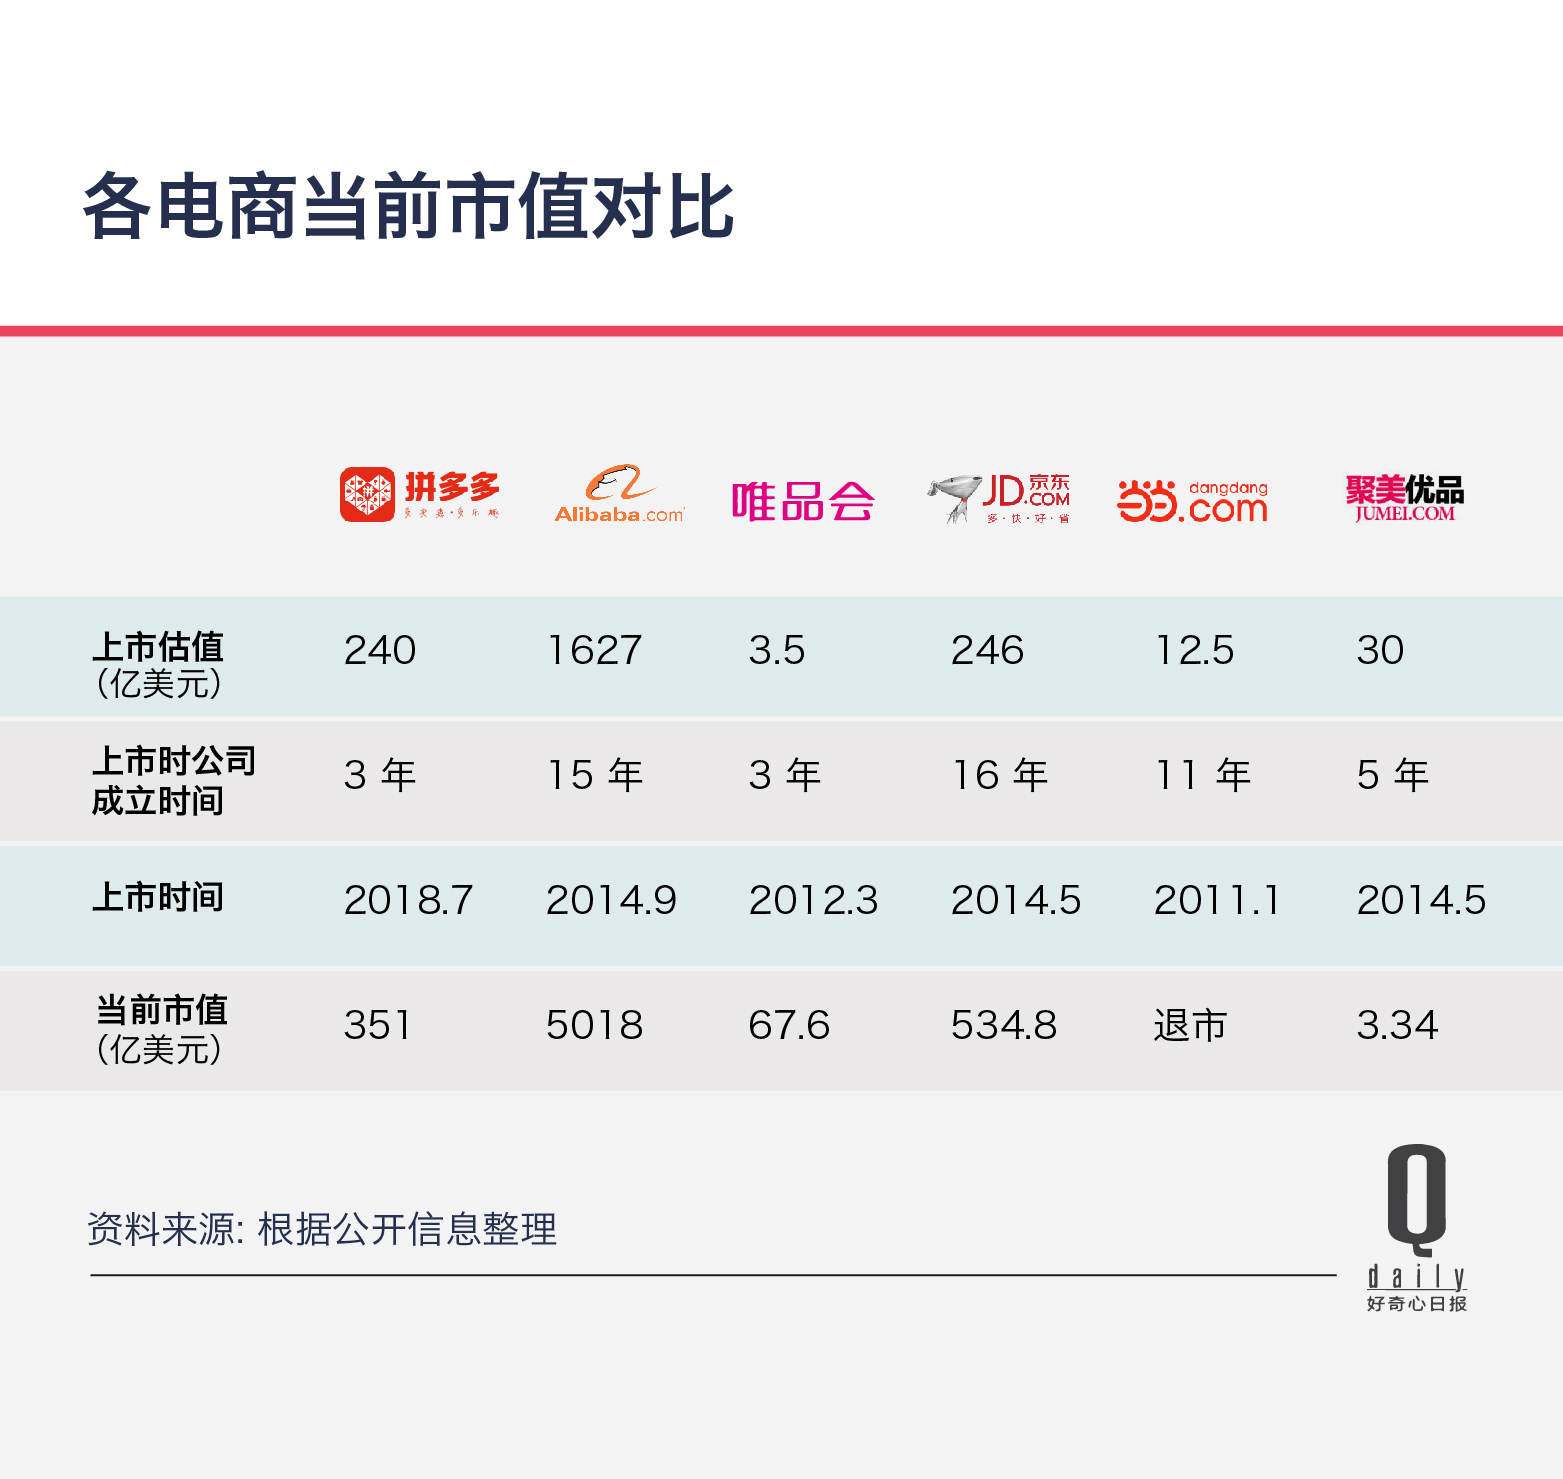 各电商当前市值对比
拼多多
Alibaba.com
唯品会
JD 京东
.COM
多·快·好·省
当当 dangdang
.com
聚美优品
JUMEI.COM
上市估值 240 1627 3.5 246 12.5 30
（亿美元）
上市时公司 3 年 15 年 3 年 16 年 11 年 5 年
成立时间
上市时间 2018.7 2014.9 2012.3 2014.5 2011.1 2014.5
当前市值 351 5018 67.6 534.8 退市 3.34
（亿美元）
资料来源: 根据公开信息整理
Q
daily
好奇心日报